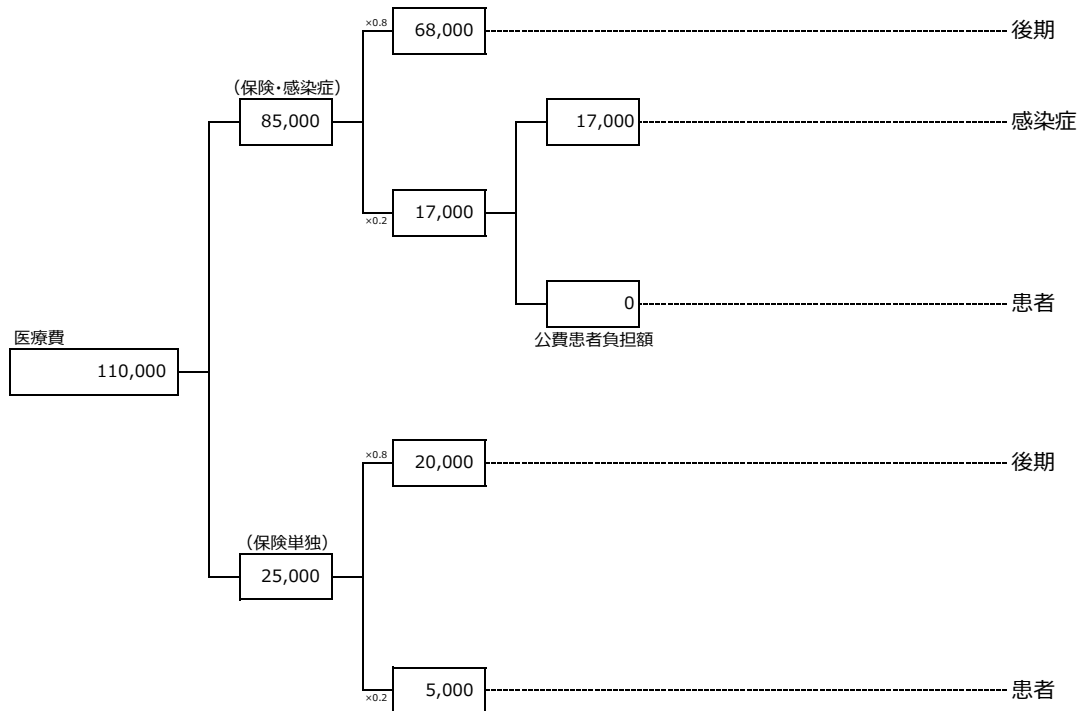 ×0.8
68,000
後期
（保険・感染症）
85,000
17,000
感染症
×0.2
17,000
0
患者
公費患者負担額
医療費
110,000
×0.8
20,000
後期
（保険単独）
25,000
×0.2
5,000
患者